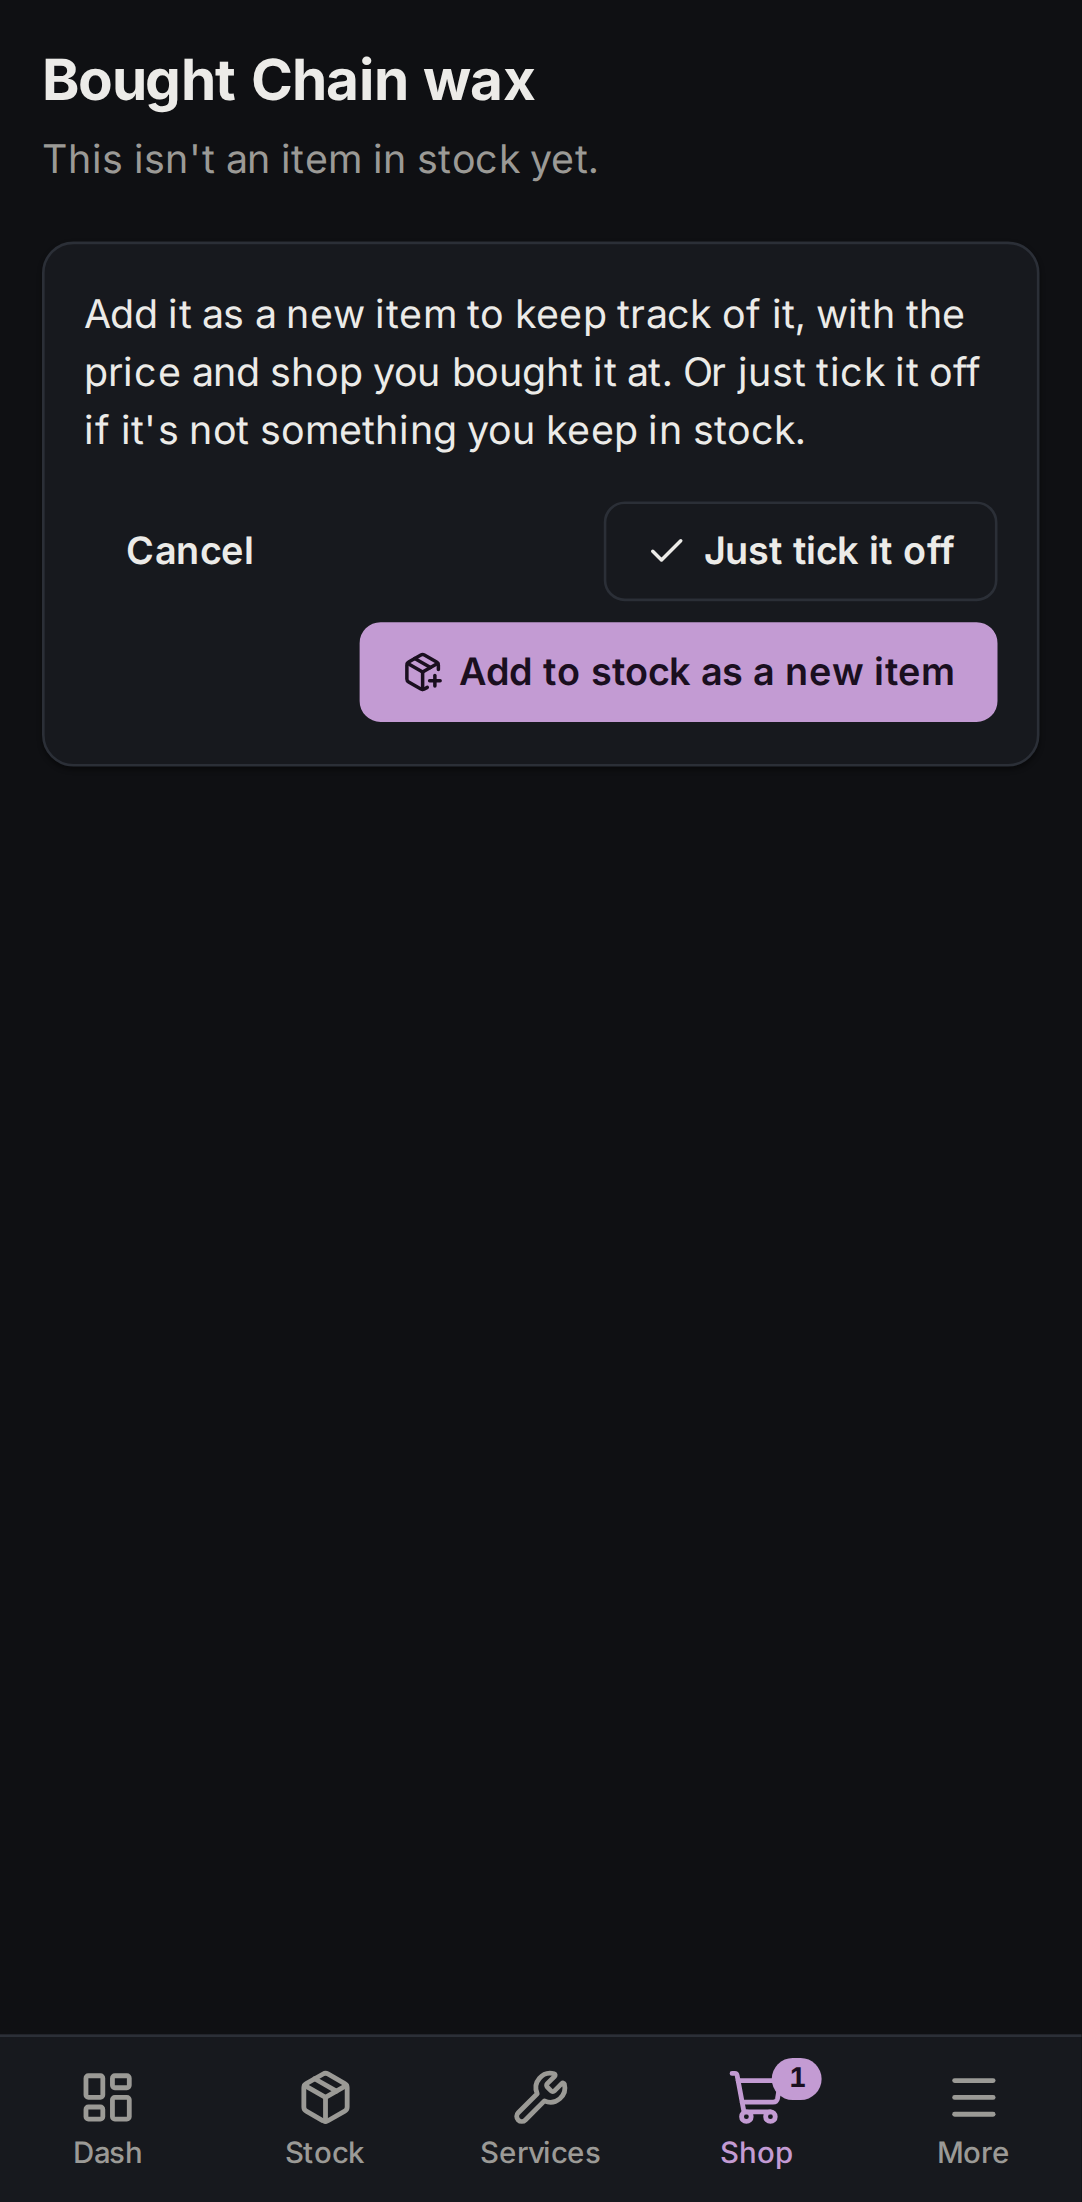 Bought Chain wax
This isn't an item in stock yet.
Add it as a new item to keep track of it, with the
price and shop you bought it at. Or just tick it off
if it's not something you keep in stock.
Cancel
Just tick it off
Add to stock as a new item
1
Dash
Stock
Services
Shop
More